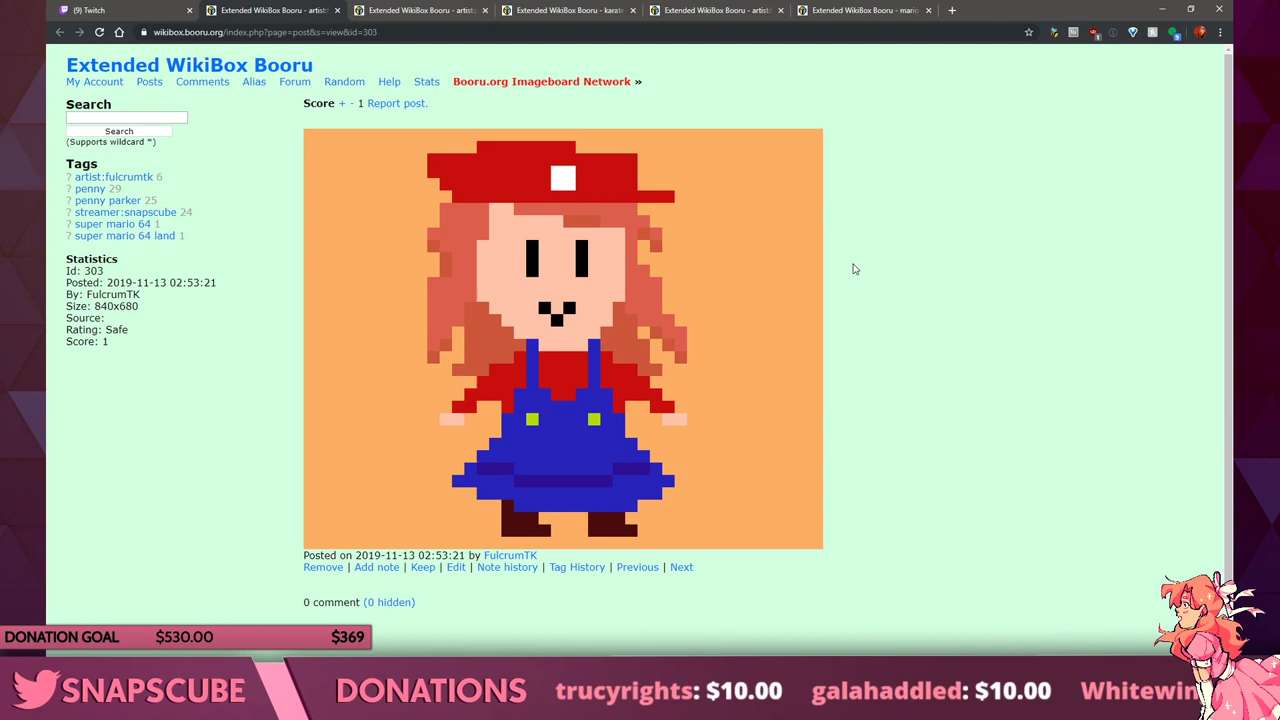 Extended WikiBox Booru - artist
Extended WikiBox Booru - artis
Extended WikiBox Booru - karat
Extended WikiBox Booru - artis
Extended WikiBox Booru - mario
wikibox.booru.org/index.php?page=post&s=view&id=303
Extended WikiBox Booru
My Account Posts Comments Alias Forum Random Help Stats Booru.org Imageboard Network »
Search
Search
(Supports wildcard *)
Tags
? artist:fulcrumtk 6
? penny 29
? penny parker 25
? streamer:snapscube 24
? super mario 64 1
? super mario 64 land 1
Statistics
Id: 303
Posted: 2019-11-13 02:53:21
By: FulcrumTK
Size: 840x680
Source:
Rating: Safe
Score: 1
Score + - 1 Report post.
Posted on 2019-11-13 02:53:21 by FulcrumTK
Remove | Add note | Keep | Edit | Note history | Tag History | Previous | Next
0 comment (0 hidden)
DONATION GOAL $530.00 $369
SNAPSCUBE DONATIONS trucyrights: $10.00 galahaddled: $10.00 Whitewin